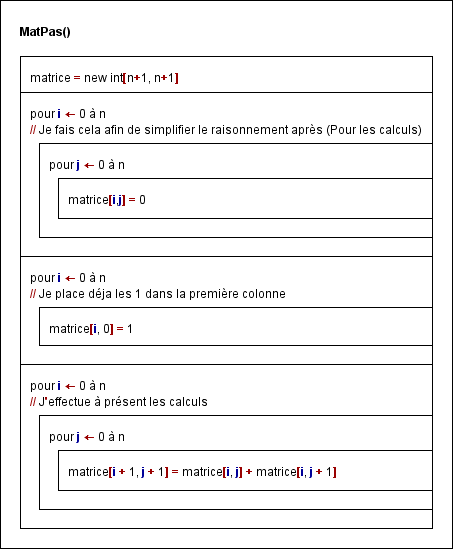 MatPas()
matrice = new int[n+1, n+1]
pour i ← 0 à n
// Je fais cela afin de simplifier le raisonnement après (Pour les calculs)
pour j ← 0 à n
matrice[i,j] = 0
pour i ← 0 à n
// Je place déja les 1 dans la première colonne
matrice[i, 0] = 1
pour i ← 0 à n
// J'effectue à présent les calculs
pour j ← 0 à n
matrice[i + 1, j + 1] = matrice[i, j] + matrice[i, j + 1]